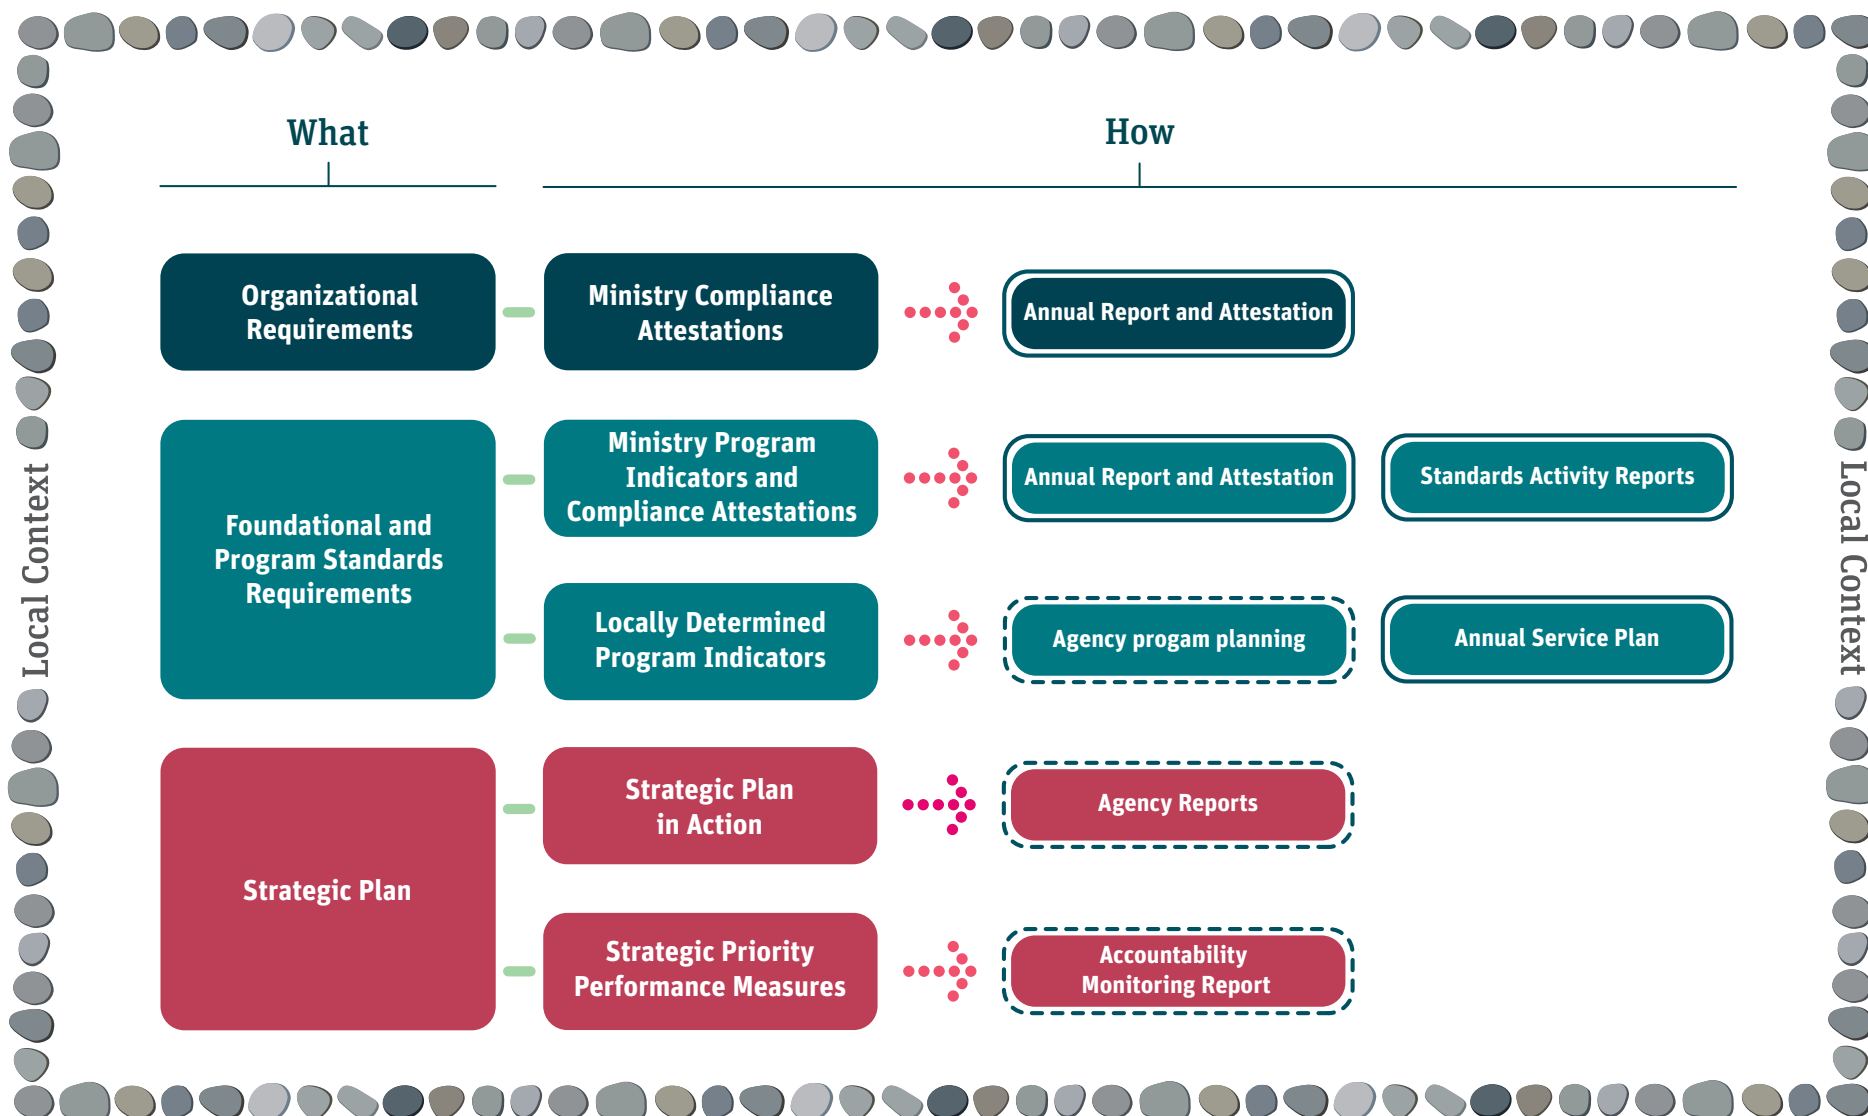 What
How
Organizational
Requirements
Ministry Compliance
Attestations
Annual Report and Attestation
Foundational and
Program Standards
Requirements
Ministry Program
Indicators and
Compliance Attestations
Annual Report and Attestation
Standards Activity Reports
Locally Determined
Program Indicators
Agency progam planning
Annual Service Plan
Strategic Plan
Strategic Plan
in Action
Agency Reports
Strategic Priority
Performance Measures
Accountability
Monitoring Report
Local Context
Local Context